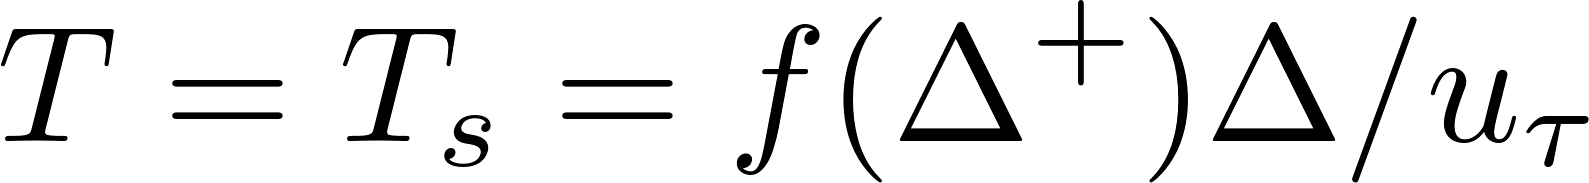 T = T_s = f(Δ^+)Δ/u_τ